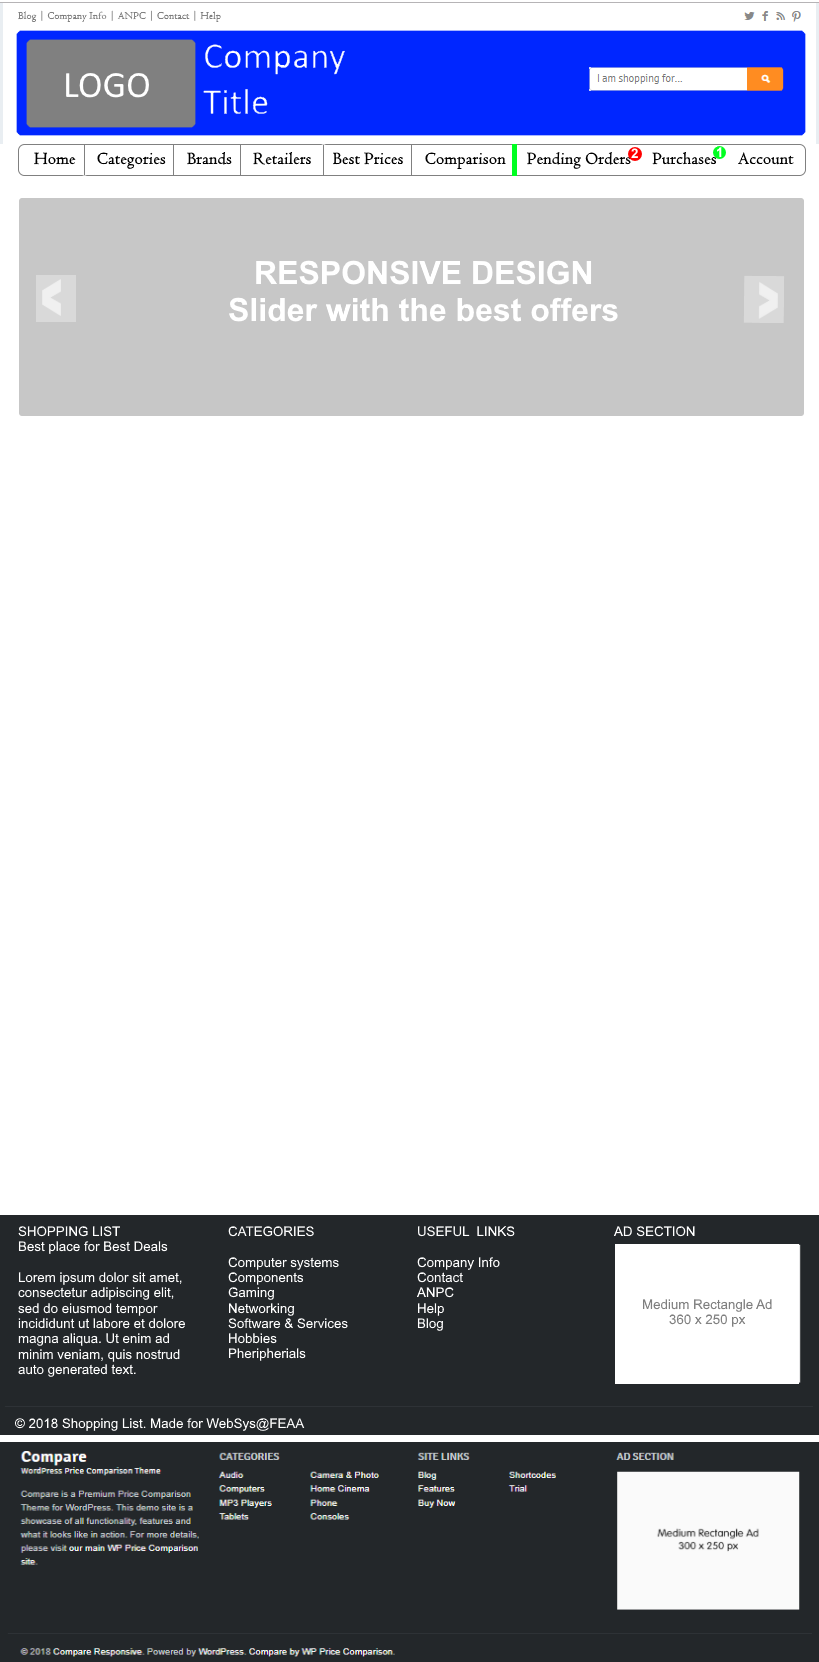 Blog | Company Info | ANPC | Contact | Help
LOGO
Company
Title
I am shopping for...
Home Categories Brands Retailers Best Prices Comparison Pending Orders 2 Purchases 1 Account
RESPONSIVE DESIGN
Slider with the best offers
SHOPPING LIST
Best place for Best Deals
Lorem ipsum dolor sit amet,
consectetur adipiscing elit,
sed do eiusmod tempor
incididunt ut labore et dolore
magna aliqua. Ut enim ad
minim veniam, quis nostrud
auto generated text.
CATEGORIES
Computer systems
Components
Gaming
Networking
Software & Services
Hobbies
Pheripherials
USEFUL LINKS
Company Info
Contact
ANPC
Help
Blog
AD SECTION
Medium Rectangle Ad
360 x 250 px
© 2018 Shopping List. Made for WebSys@FEAA
Compare
WordPress Price Comparison Theme
Compare is a Premium Price Comparison
Theme for WordPress. This demo site is a
showcase of all functionality, features and
what it looks like in action. For more details,
please visit our main WP Price Comparison
site.
CATEGORIES
Audio
Computers
MP3 Players
Tablets
Camera & Photo
Home Cinema
Phone
Consoles
SITE LINKS
Blog
Features
Buy Now
Shortcodes
Trial
AD SECTION
Medium Rectangle Ad
300 x 250 px
© 2018 Compare Responsive. Powered by WordPress. Compare by WP Price Comparison.